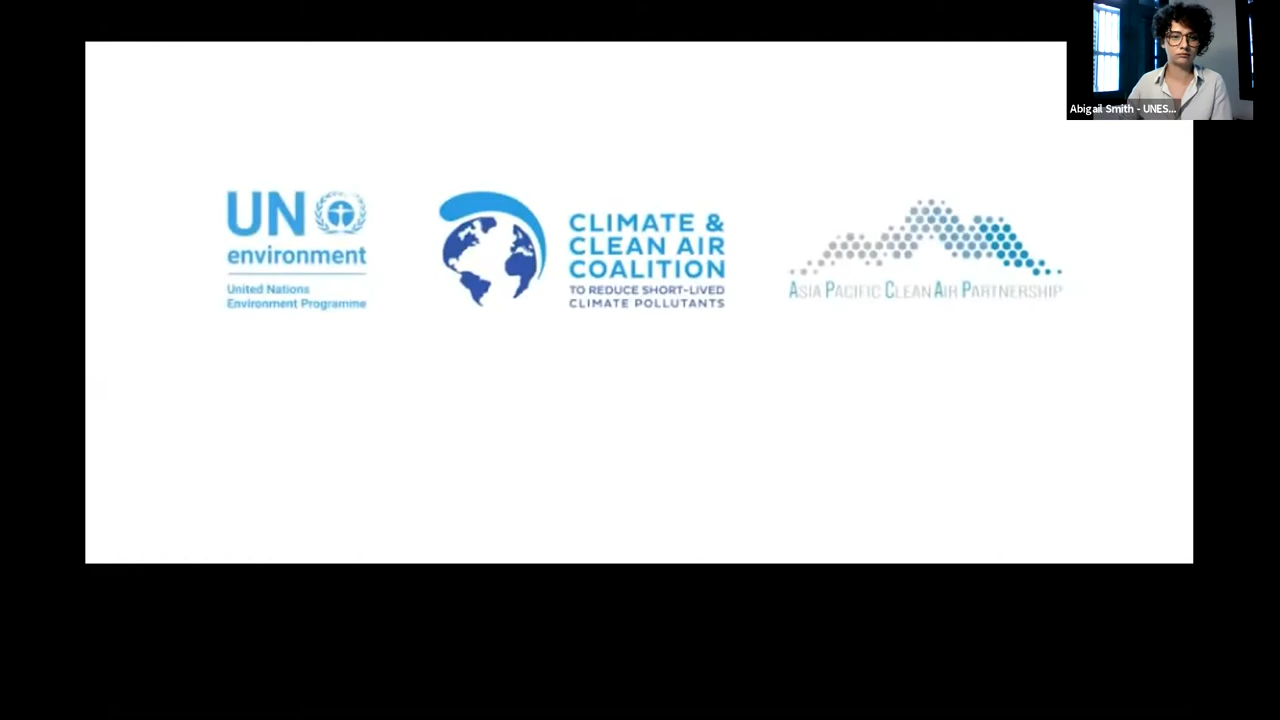 Abigail Smith - UNES...
UN
environment
United Nations
Environment Programme
CLIMATE &
CLEAN AIR
COALITION
TO REDUCE SHORT-LIVED
CLIMATE POLLUTANTS
ASIA PACIFIC CLEAN AIR PARTNERSHIP